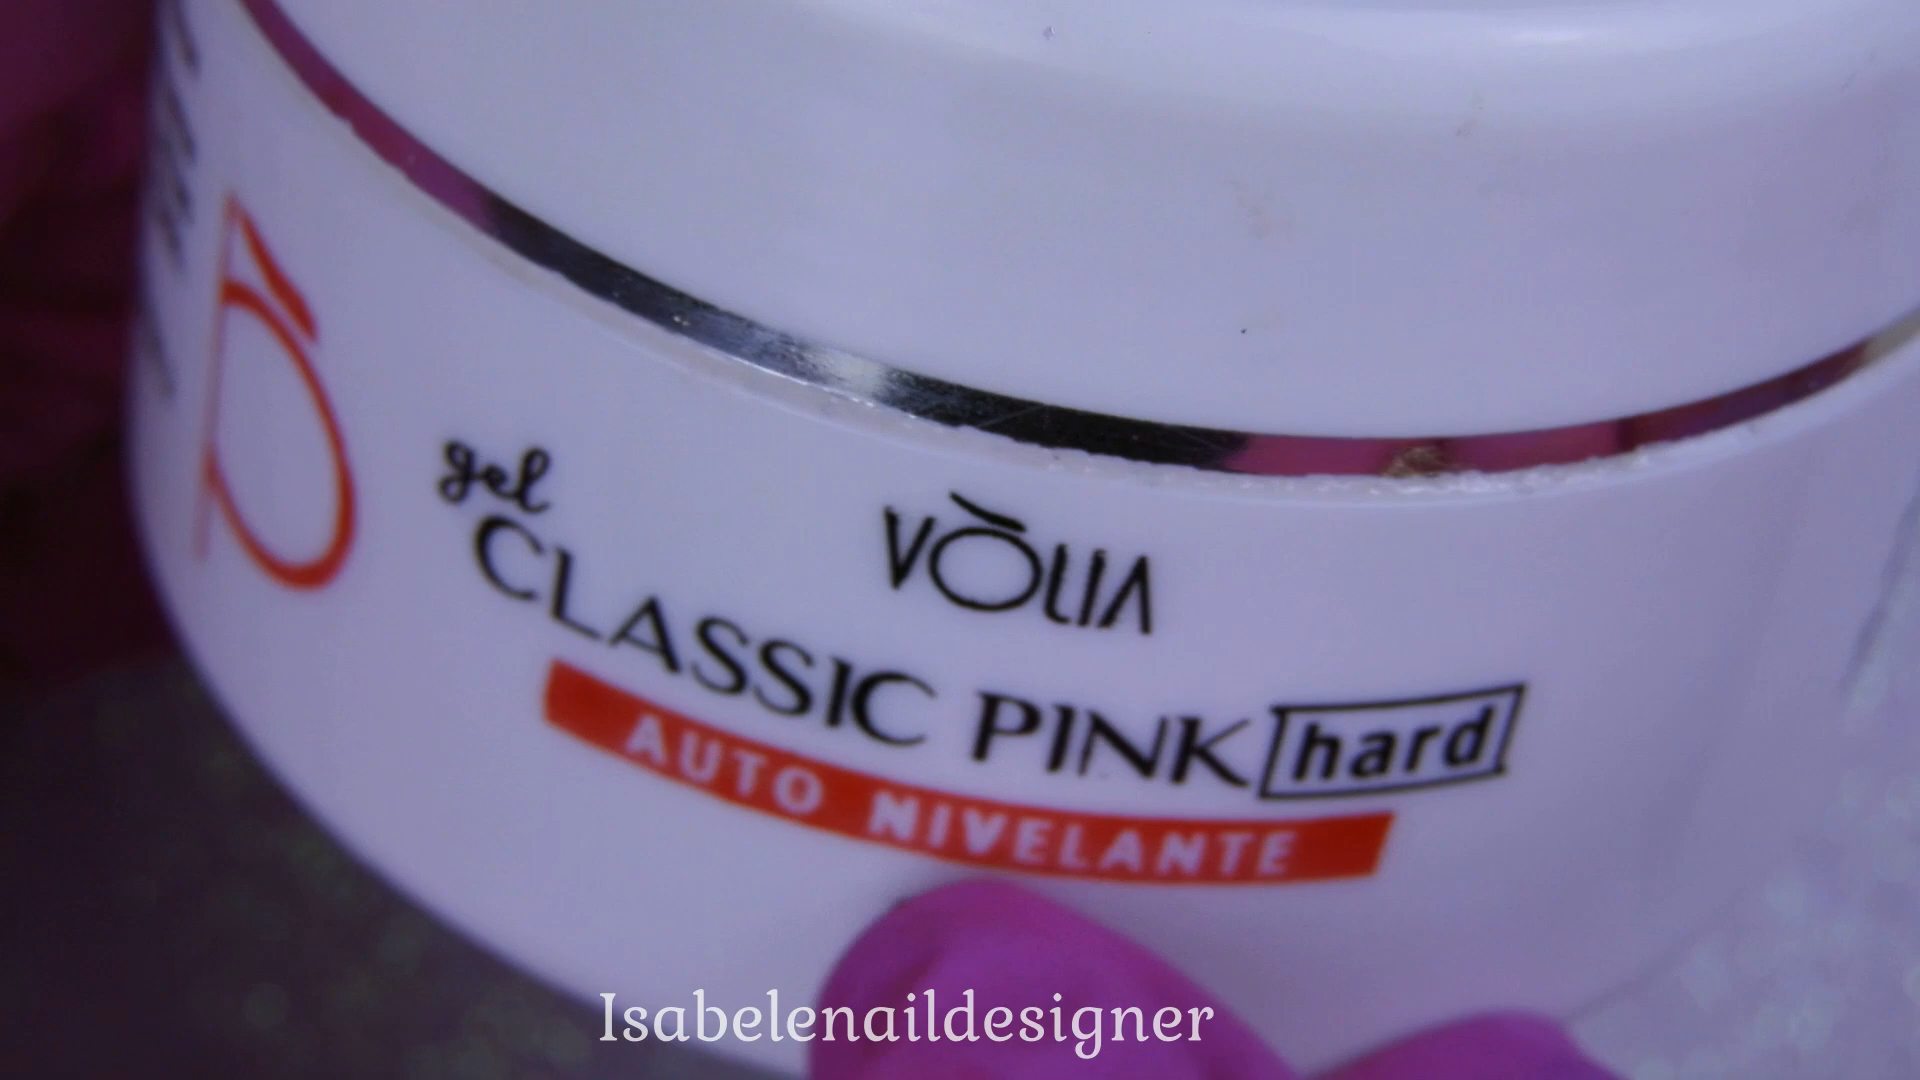 gel
VÒLIA
CLASSIC PINK hard
AUTO NIVELANTE
Isabelenaildesigner